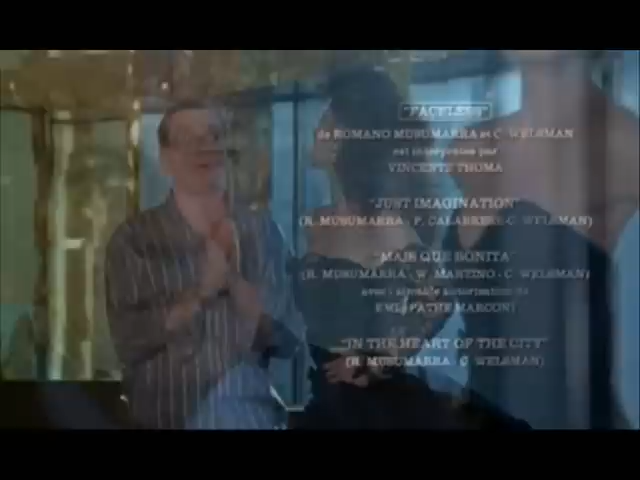 "FACELESS"
de ROMANO MUSUMARRA et C. WELSMAN
est interprétée par
VINCENTE THOMA
"JUST IMAGINATION"
(R. MUSUMARRA - P. CALABRESE - C. WELSMAN)
"MAIS QUE BONITA"
(R. MUSUMARRA - W. MARTINO - C. WELSMAN)
avec l'aimable autorisation de
EMI-PATHE MARCONI
"IN THE HEART OF THE CITY"
(R. MUSUMARRA - C. WELSMAN)